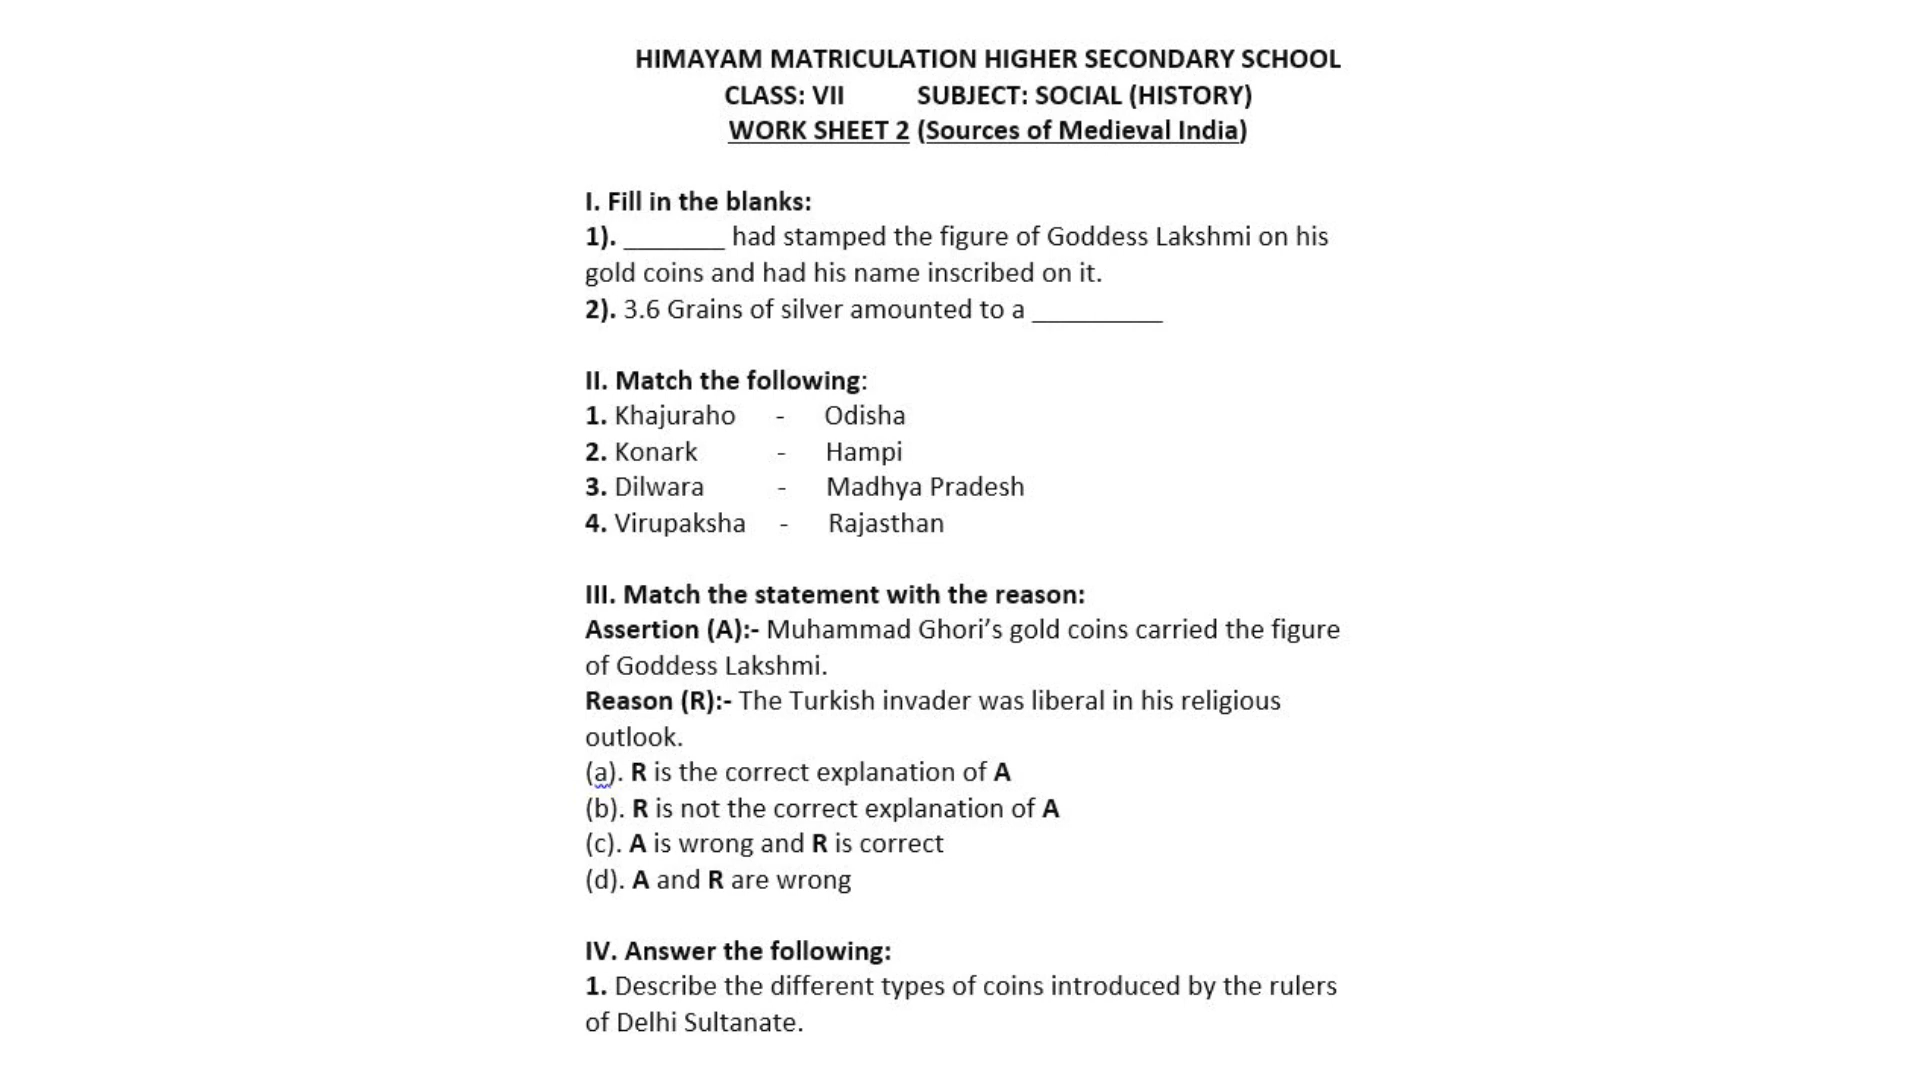 HIMAYAM MATRICULATION HIGHER SECONDARY SCHOOL
CLASS: VII SUBJECT: SOCIAL (HISTORY)
WORK SHEET 2 (Sources of Medieval India)
I. Fill in the blanks:
1). ________ had stamped the figure of Goddess Lakshmi on his
gold coins and had his name inscribed on it.
2). 3.6 Grains of silver amounted to a __________
II. Match the following:
1. Khajuraho - Odisha
2. Konark - Hampi
3. Dilwara - Madhya Pradesh
4. Virupaksha - Rajasthan
III. Match the statement with the reason:
Assertion (A):- Muhammad Ghori’s gold coins carried the figure
of Goddess Lakshmi.
Reason (R):- The Turkish invader was liberal in his religious
outlook.
(a). R is the correct explanation of A
(b). R is not the correct explanation of A
(c). A is wrong and R is correct
(d). A and R are wrong
IV. Answer the following:
1. Describe the different types of coins introduced by the rulers
of Delhi Sultanate.